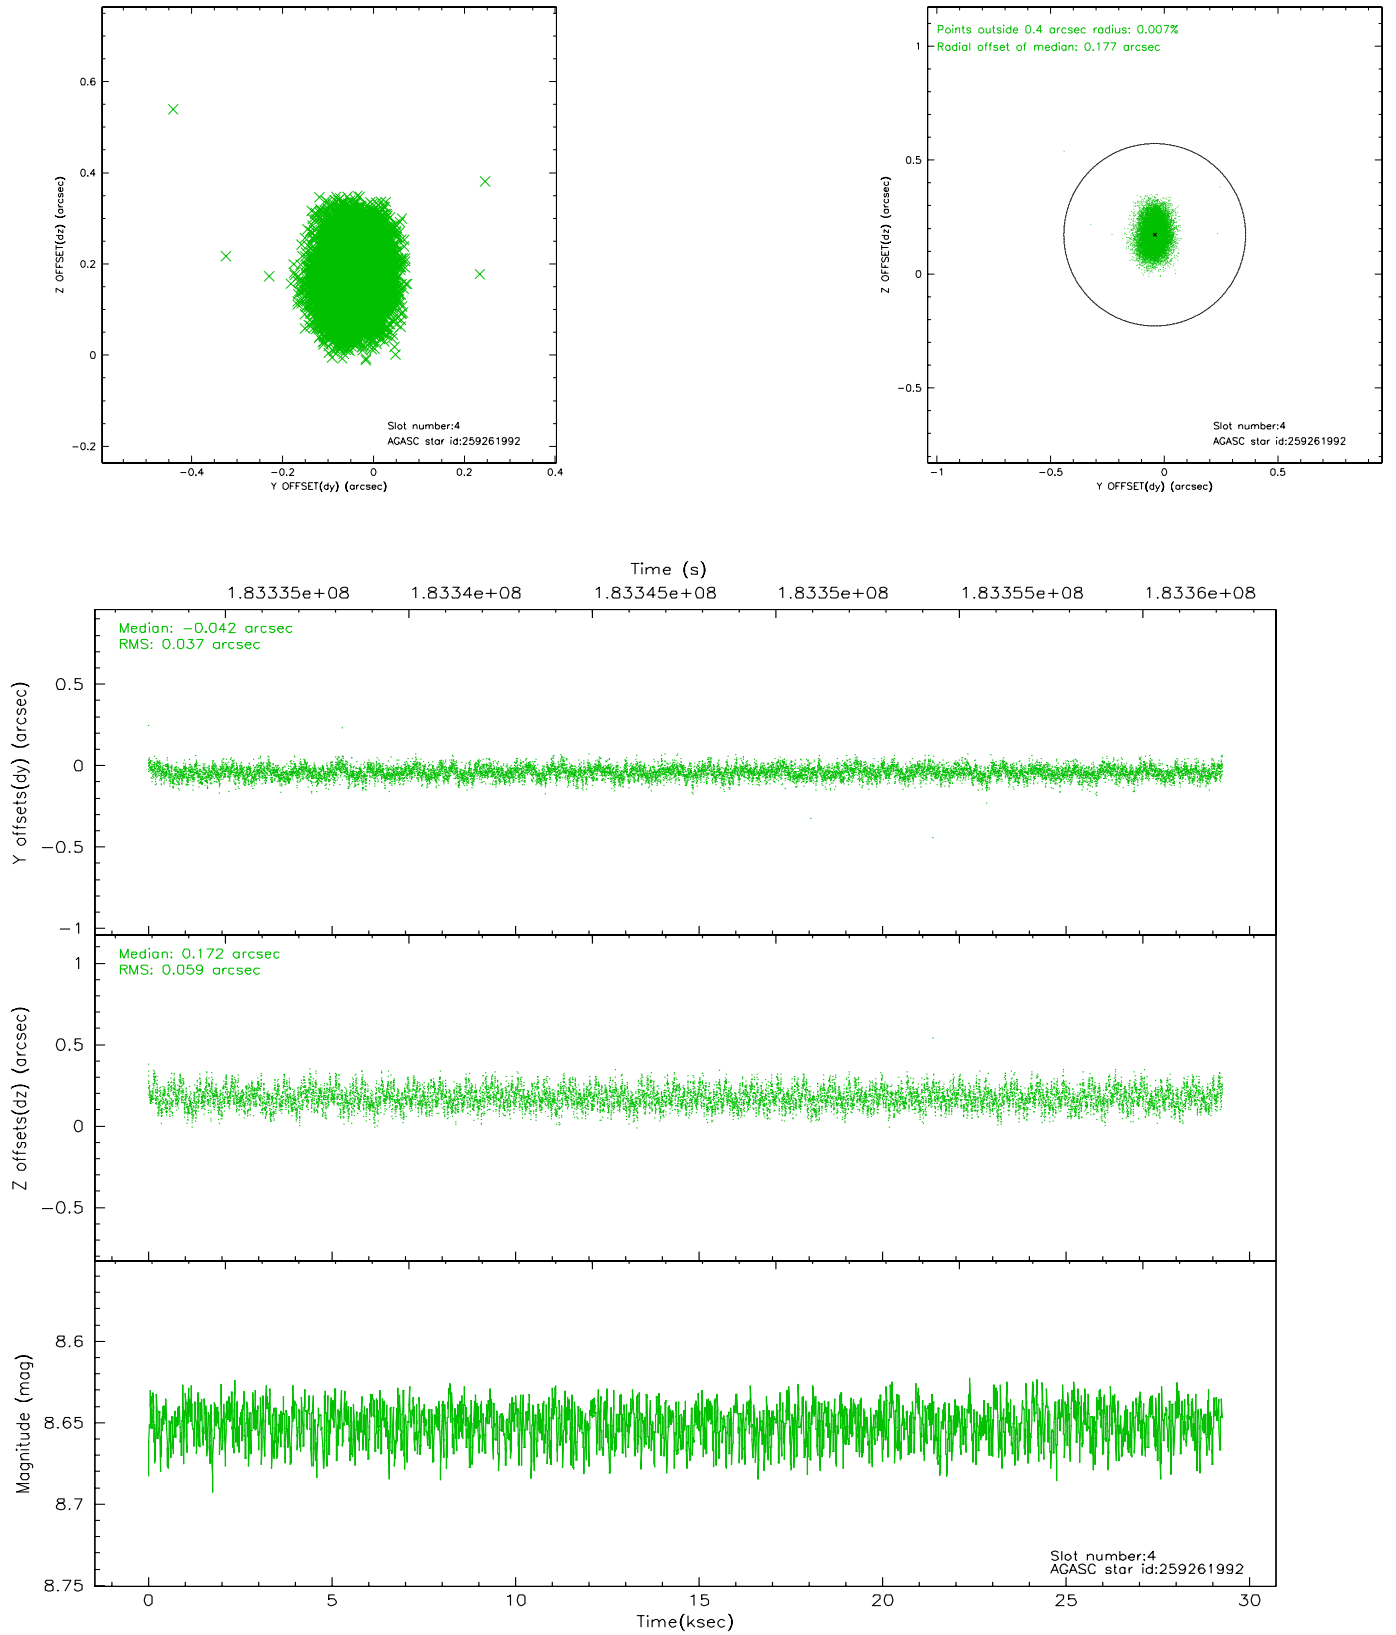 0.6
0.4
0.2
0
−0.2
−0.4
−0.2
0
0.2
0.4
Z OFFSET(dz) (arcsec)
Y OFFSET(dy) (arcsec)
Slot number:4
AGASC star id:259261992
Points outside 0.4 arcsec radius: 0.007%
Radial offset of median: 0.177 arcsec
1
0.5
0
−0.5
−1
−0.5
0
0.5
Z OFFSET(dz) (arcsec)
Y OFFSET(dy) (arcsec)
Slot number:4
AGASC star id:259261992
Time (s)
1.83335e+08 1.8334e+08 1.83345e+08 1.8335e+08 1.83355e+08 1.8336e+08
Median: −0.042 arcsec
RMS: 0.037 arcsec
0.5
0
−0.5
−1
Y offsets(dy) (arcsec)
Median: 0.172 arcsec
RMS: 0.059 arcsec
1
0.5
0
−0.5
Z offsets(dz) (arcsec)
8.6
8.65
8.7
8.75
Magnitude (mag)
Slot number:4
AGASC star id:259261992
0 5 10 15 20 25 30
Time(ksec)